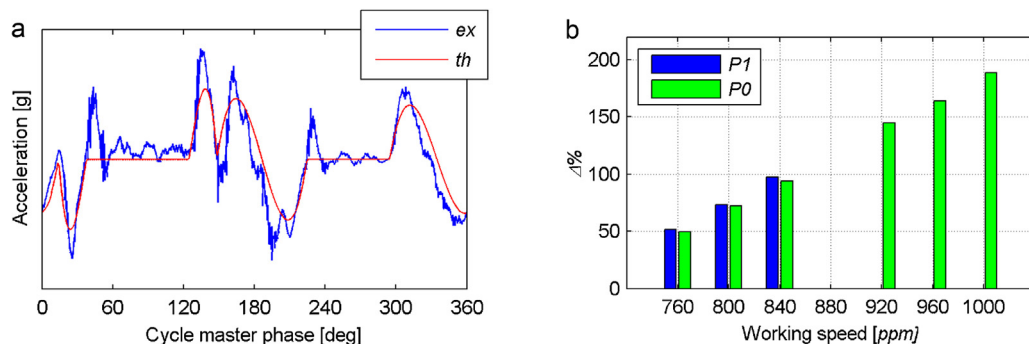 a
ex
th
Acceleration [g]
0 60 120 180 240 300 360
Cycle master phase [deg]
b
P1
P0
200
150
100
50
0
Δ%
760 800 840 880 920 960 1000
Working speed [ppm]